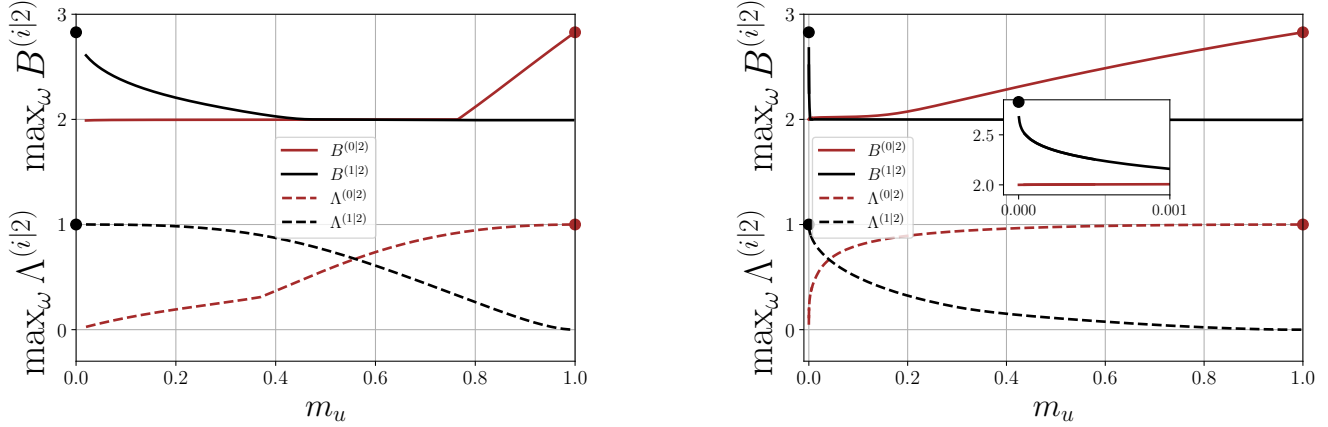 3
2
1
0
max_ω B^{(i|2)}
max_ω Λ^{(i|2)}
B^{(0|2)}
B^{(1|2)}
Λ^{(0|2)}
Λ^{(1|2)}
0.0 0.2 0.4 0.6 0.8 1.0
m_u
3
2
1
0
max_ω B^{(i|2)}
max_ω Λ^{(i|2)}
2.5
2.0
0.000 0.001
B^{(0|2)}
B^{(1|2)}
Λ^{(0|2)}
Λ^{(1|2)}
0.0 0.2 0.4 0.6 0.8 1.0
m_u